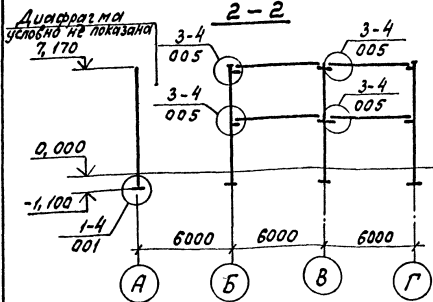 2-2
Диафрагма
условно не показана
7,170
3-4
005
3-4
005
3-4
005
3-4
005
0,000
-1,100
1-4
001
6000
6000
6000
А
Б
В
Г